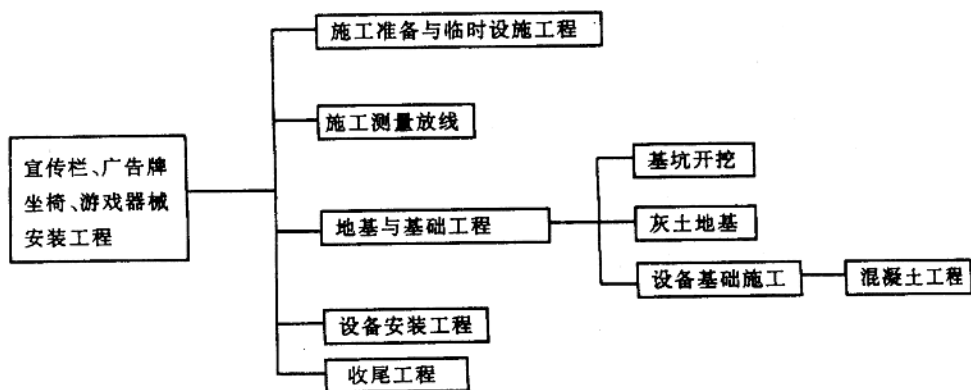 施工准备与临时设施工程
施工测量放线
宣传栏、广告牌
坐椅、游戏器械
安装工程
地基与基础工程
基坑开挖
灰土地基
设备基础施工
混凝土工程
设备安装工程
收尾工程